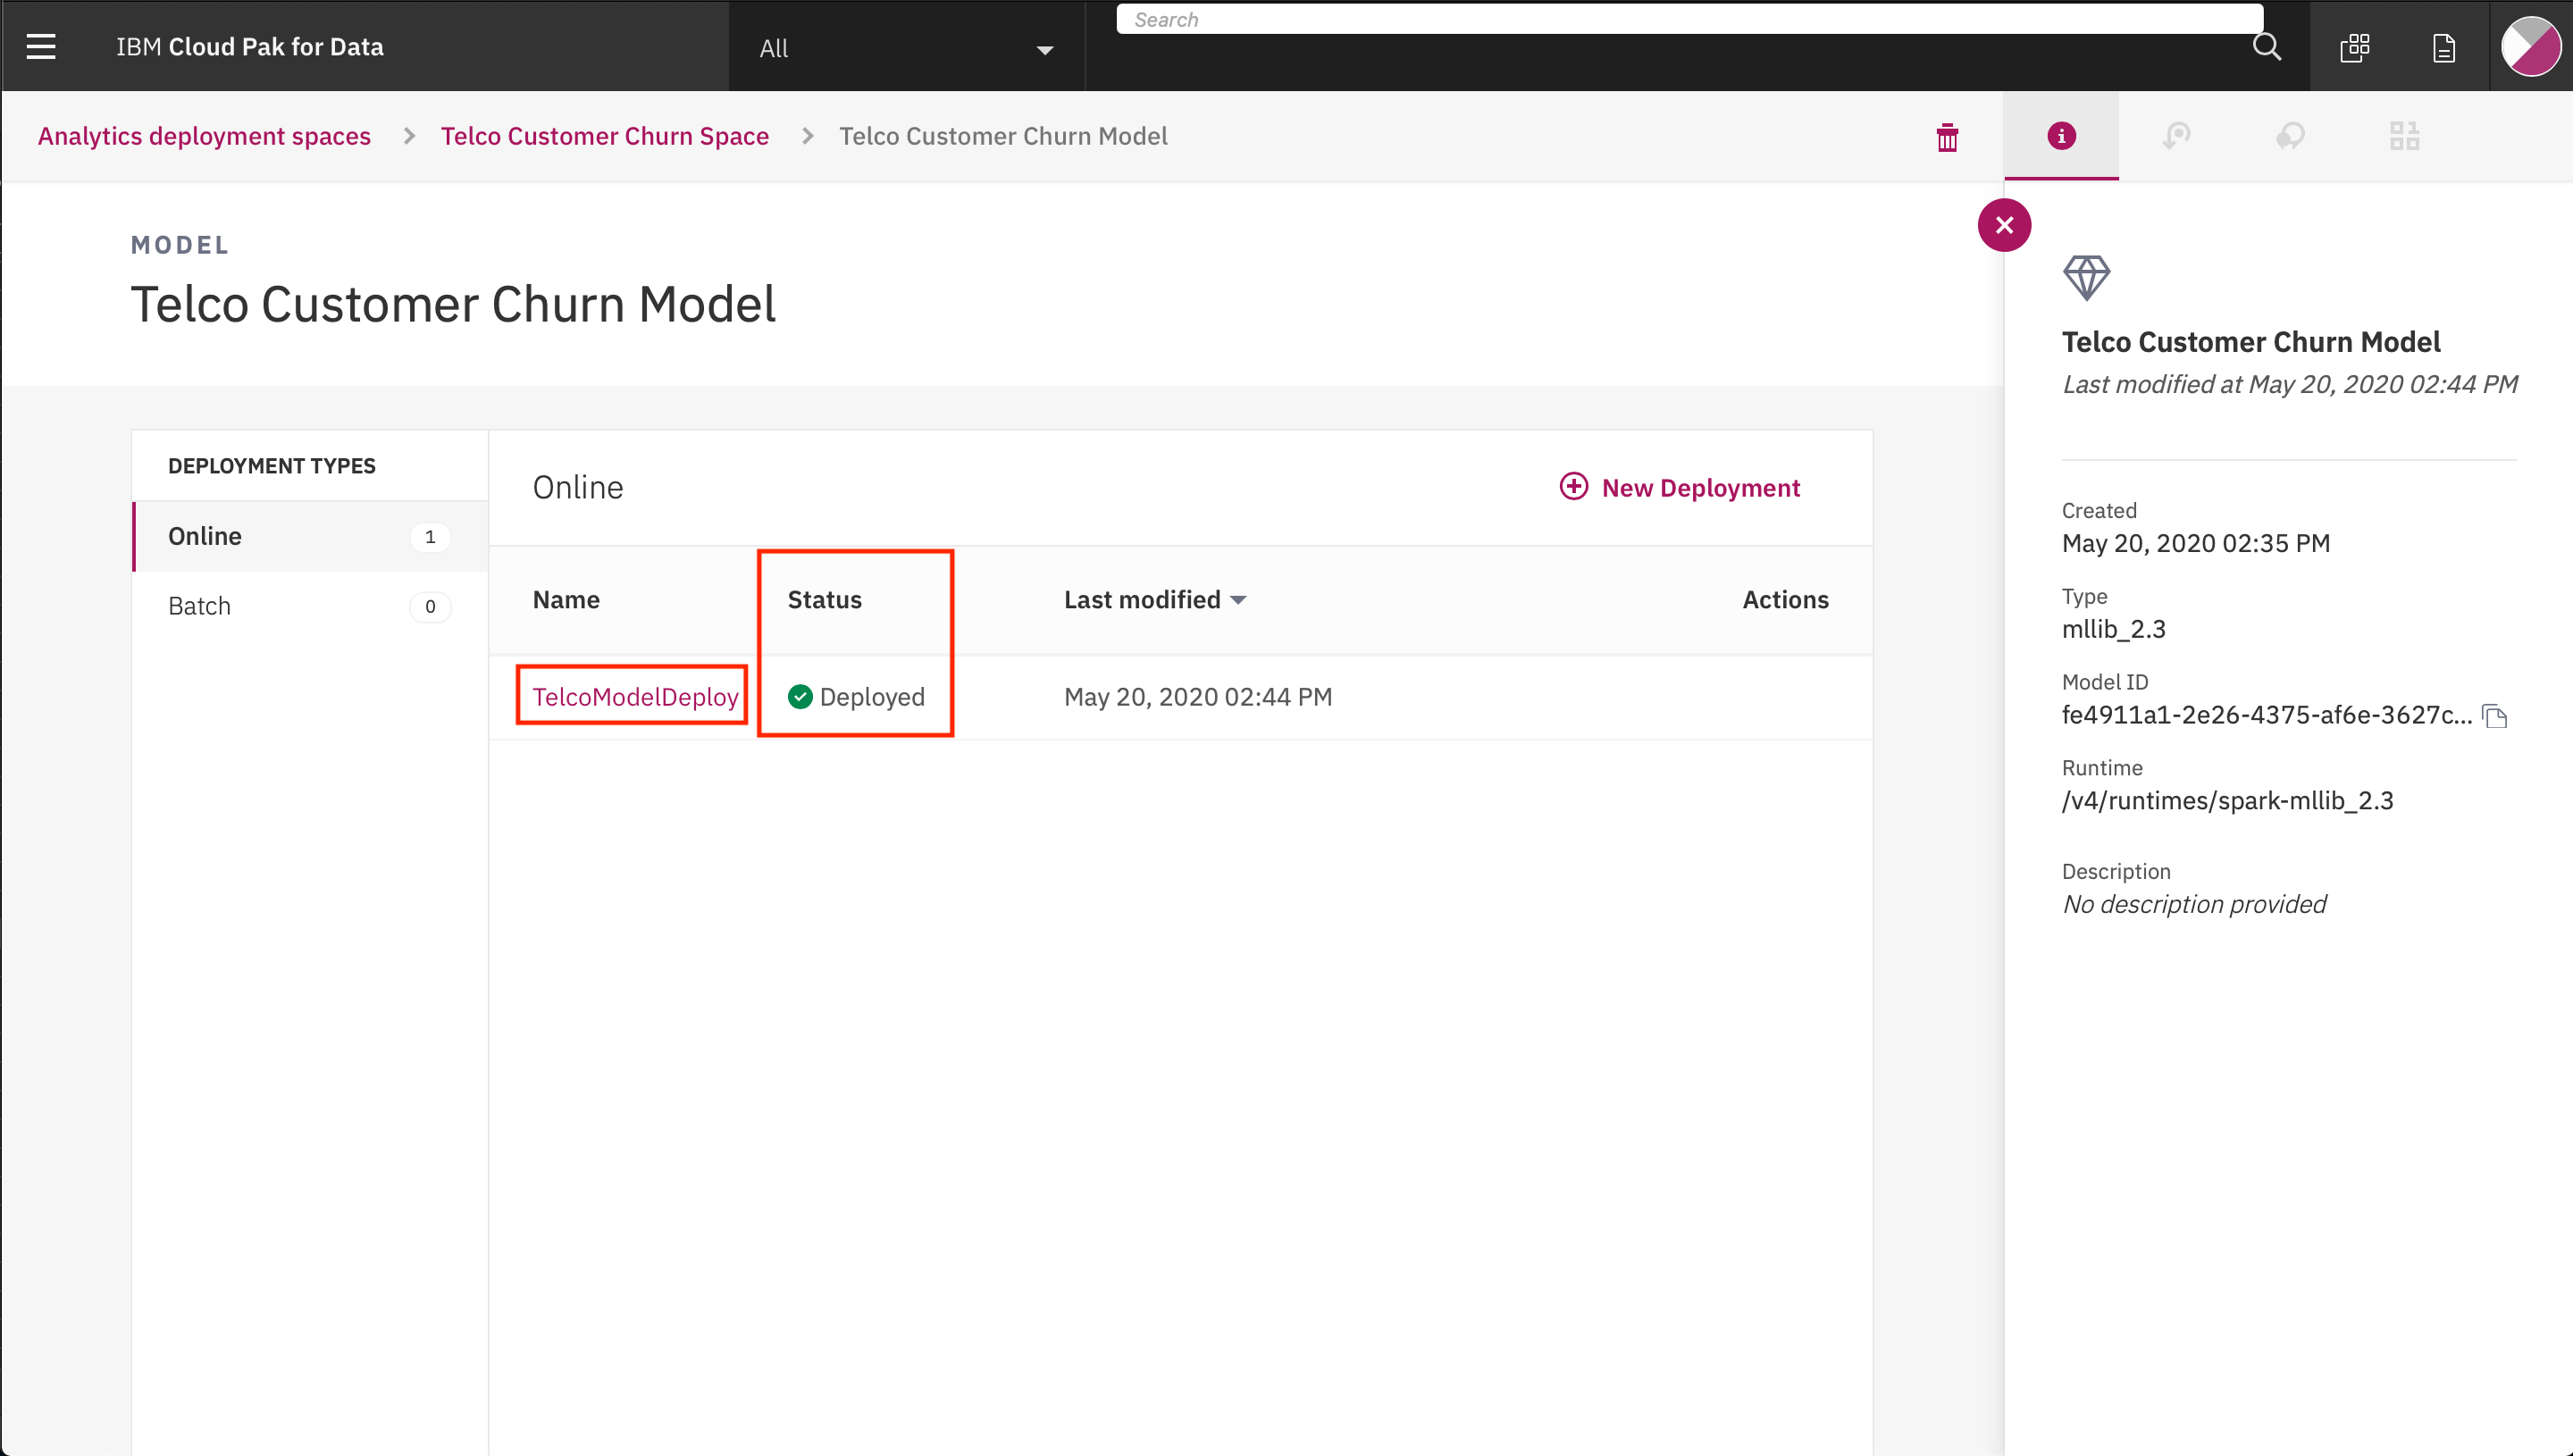 IBM Cloud Pak for Data
All
Search
Analytics deployment spaces > Telco Customer Churn Space > Telco Customer Churn Model
MODEL
Telco Customer Churn Model
DEPLOYMENT TYPES
Online 1
Batch 0
Online
New Deployment
Name Status Last modified Actions
TelcoModelDeploy Deployed May 20, 2020 02:44 PM
Telco Customer Churn Model
Last modified at May 20, 2020 02:44 PM
Created
May 20, 2020 02:35 PM
Type
mllib_2.3
Model ID
fe4911a1-2e26-4375-af6e-3627c...
Runtime
/v4/runtimes/spark-mllib_2.3
Description
No description provided